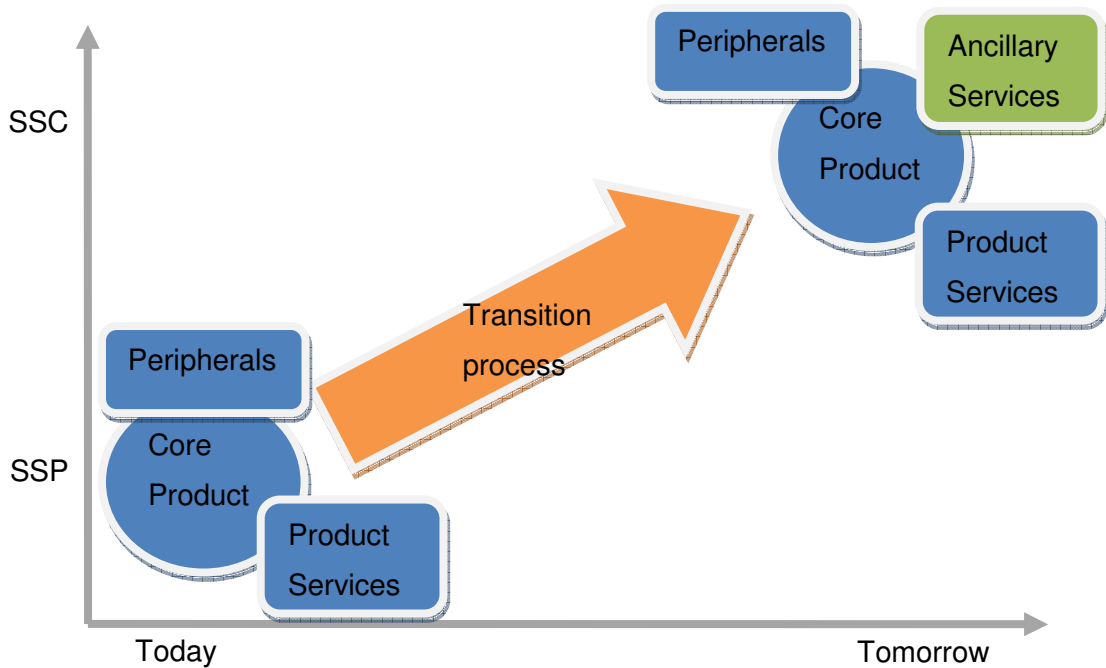 Peripherals
Ancillary
Services
SSC
Core
Product
Product
Services
Transition
process
Peripherals
Core
Product
SSP
Product
Services
Today
Tomorrow